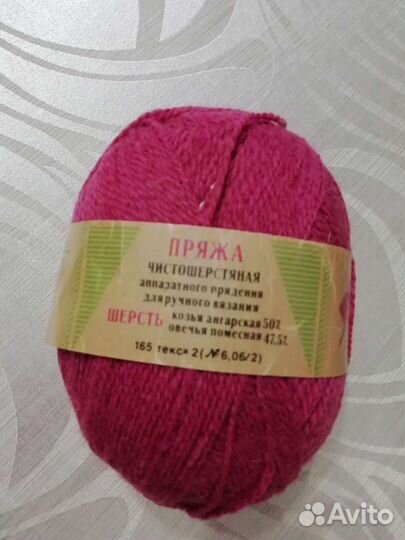 ПРЯЖА
ЧИСТОШЕРСТЯНАЯ
аппаратного прядения
для ручного вязания
ШЕРСТЬ козья ангарская 50%
овечья помесная 47,5%
165 текс×2 (№6,06/2)
Avito